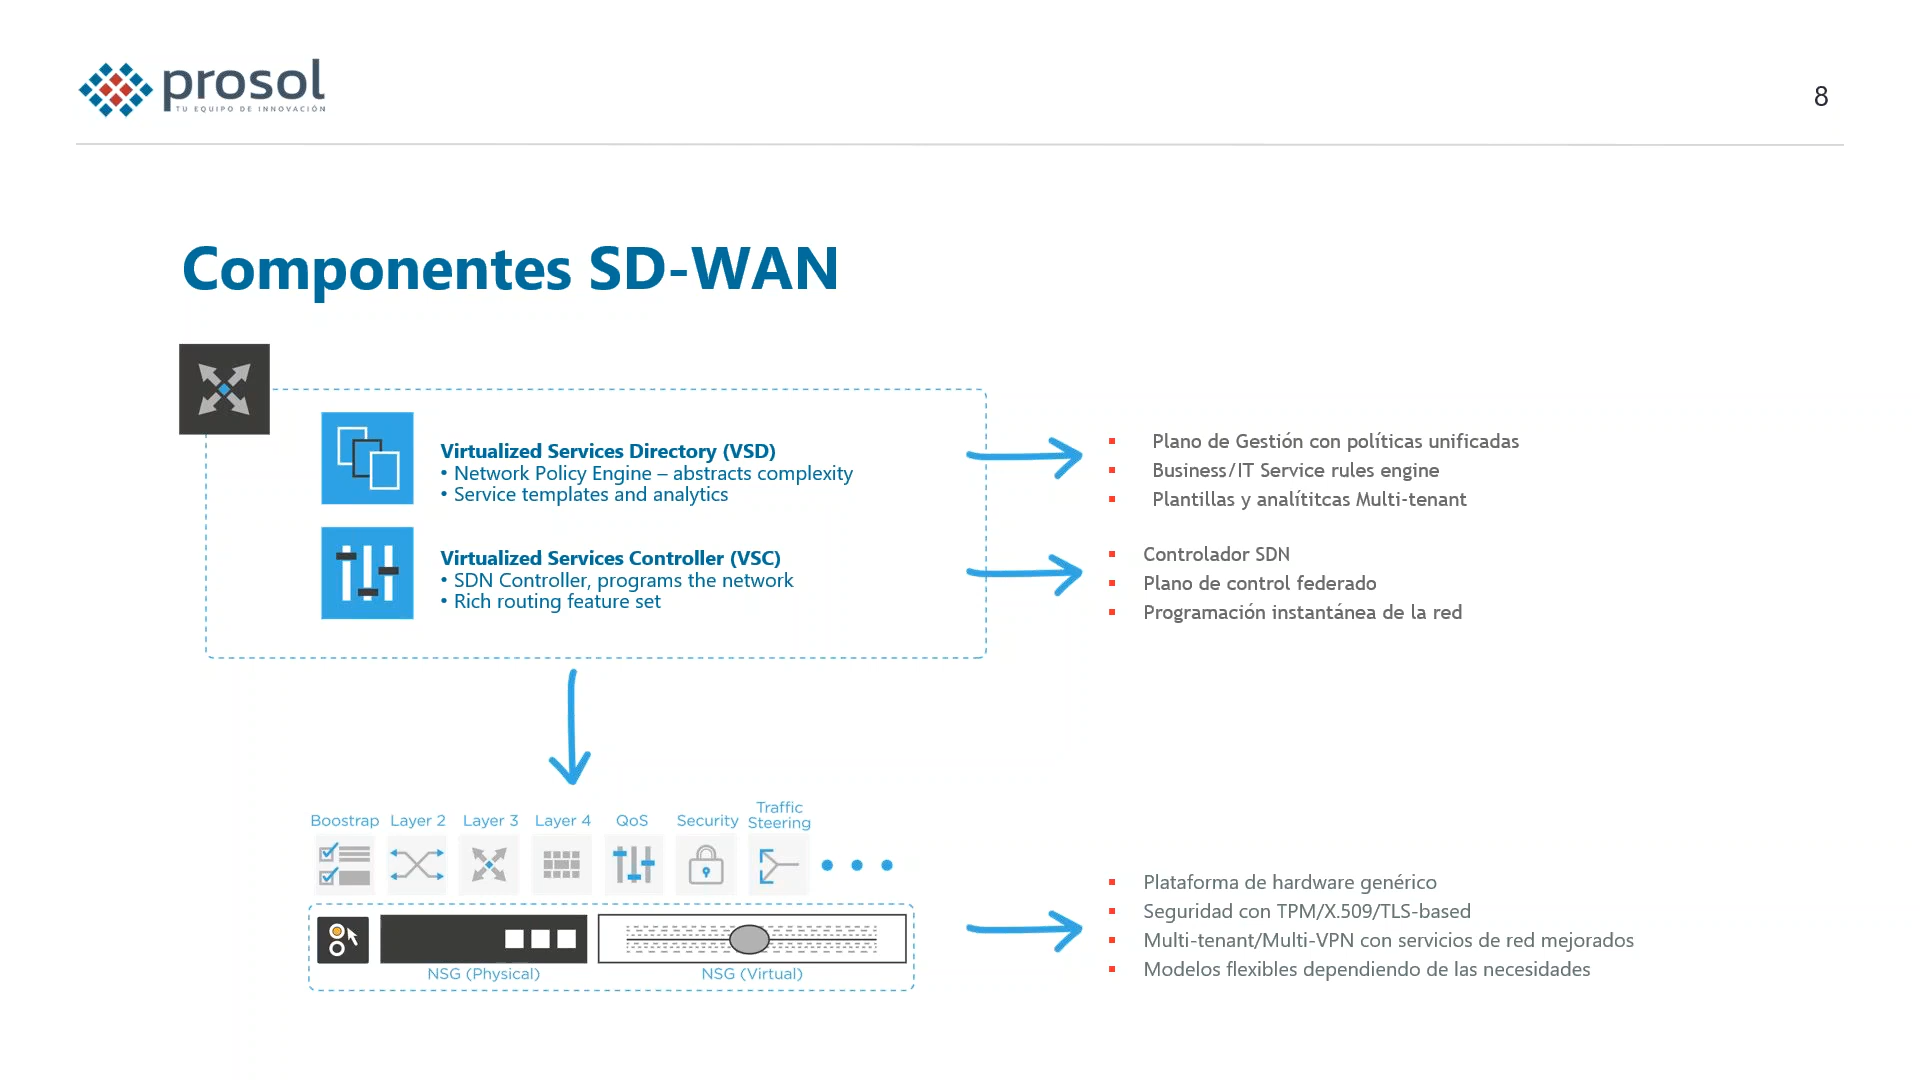 prosol
TU EQUIPO DE INNOVACIÓN
8
Componentes SD-WAN
Virtualized Services Directory (VSD)
• Network Policy Engine – abstracts complexity
• Service templates and analytics
▪ Plano de Gestión con políticas unificadas
▪ Business/IT Service rules engine
▪ Plantillas y analítitcas Multi-tenant
Virtualized Services Controller (VSC)
• SDN Controller, programs the network
• Rich routing feature set
▪ Controlador SDN
▪ Plano de control federado
▪ Programación instantánea de la red
Boostrap
Layer 2
Layer 3
Layer 4
QoS
Security
Traffic
Steering
NSG (Physical)
NSG (Virtual)
▪ Plataforma de hardware genérico
▪ Seguridad con TPM/X.509/TLS-based
▪ Multi-tenant/Multi-VPN con servicios de red mejorados
▪ Modelos flexibles dependiendo de las necesidades